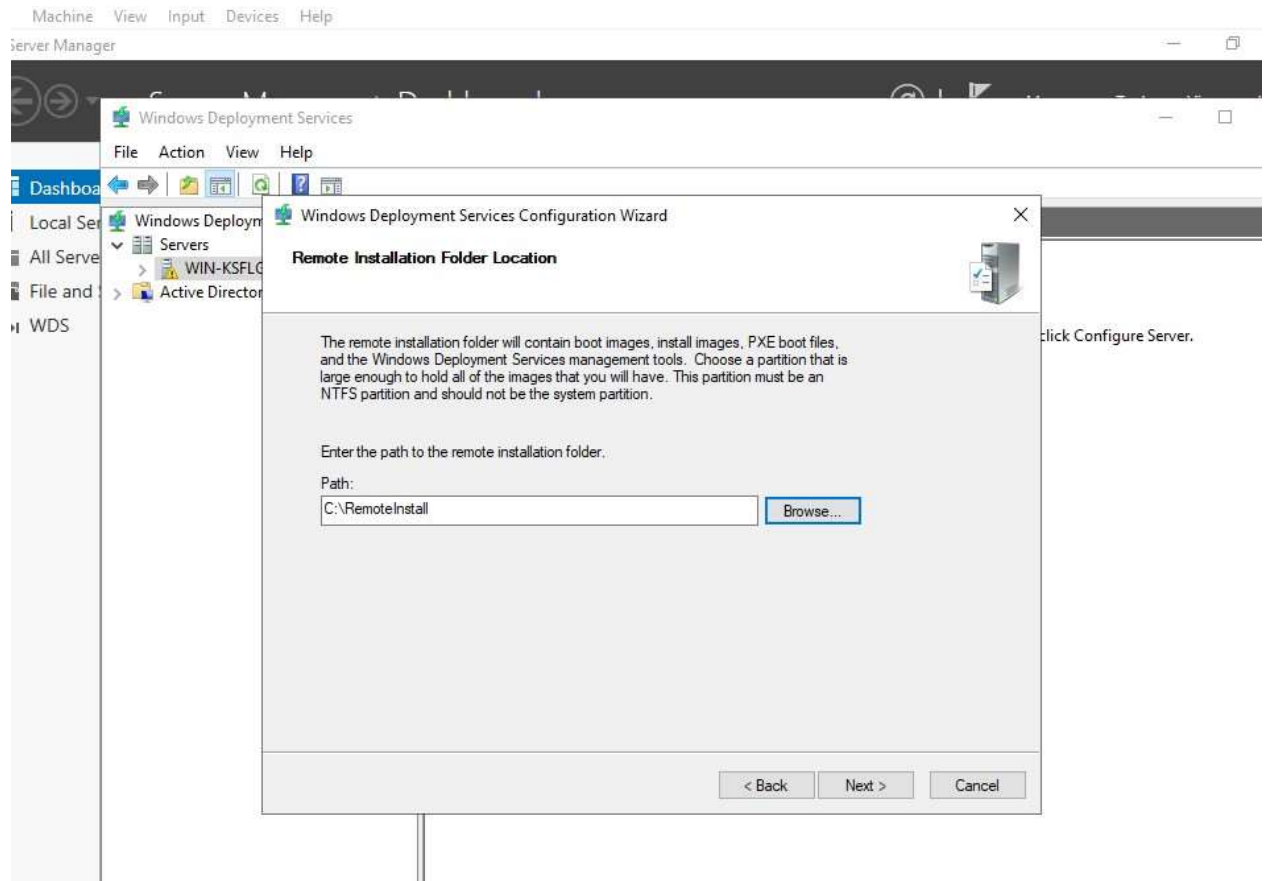 Machine View Input Devices Help
Server Manager
Windows Deployment Services
File Action View Help
Dashboa
Local Ser
All Serve
File and
WDS
Windows Deploym
Servers
WIN-KSFLG
Active Director
Windows Deployment Services Configuration Wizard
Remote Installation Folder Location
The remote installation folder will contain boot images, install images, PXE boot files,
and the Windows Deployment Services management tools. Choose a partition that is
large enough to hold all of the images that you will have. This partition must be an
NTFS partition and should not be the system partition.
Enter the path to the remote installation folder.
Path:
C:\RemoteInstall
Browse...
< Back Next > Cancel
click Configure Server.